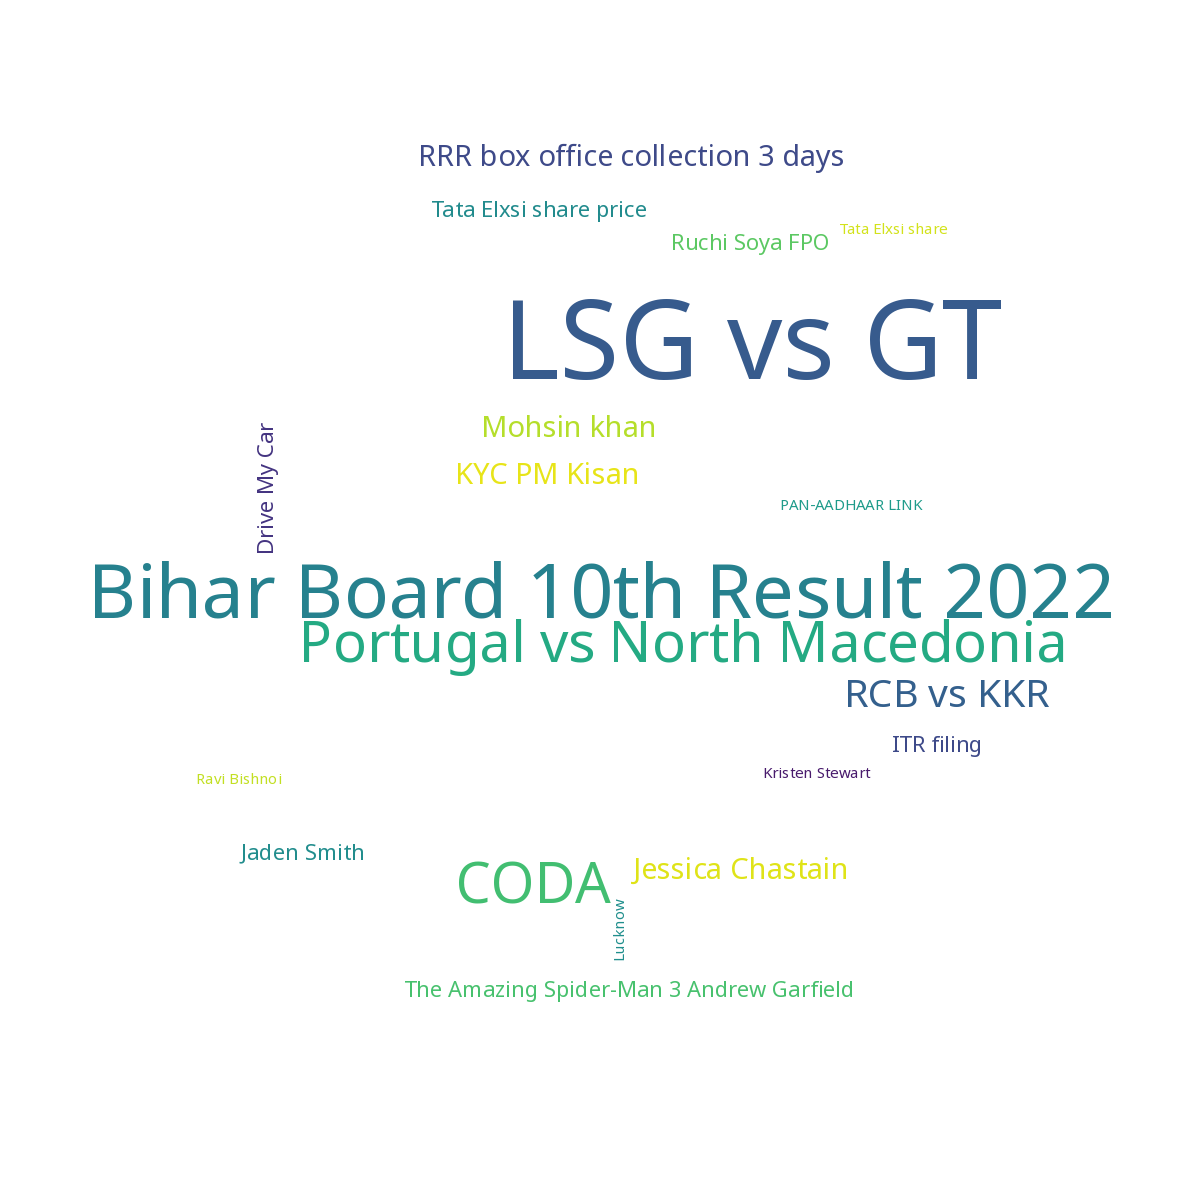 RRR box office collection 3 days
Tata Elxsi share price
Tata Elxsi share
Ruchi Soya FPO
LSG vs GT
Mohsin khan
Drive My Car
KYC PM Kisan
PAN-AADHAAR LINK
Bihar Board 10th Result 2022
Portugal vs North Macedonia
RCB vs KKR
ITR filing
Kristen Stewart
Ravi Bishnoi
Jaden Smith
CODA
Jessica Chastain
Lucknow
The Amazing Spider-Man 3 Andrew Garfield